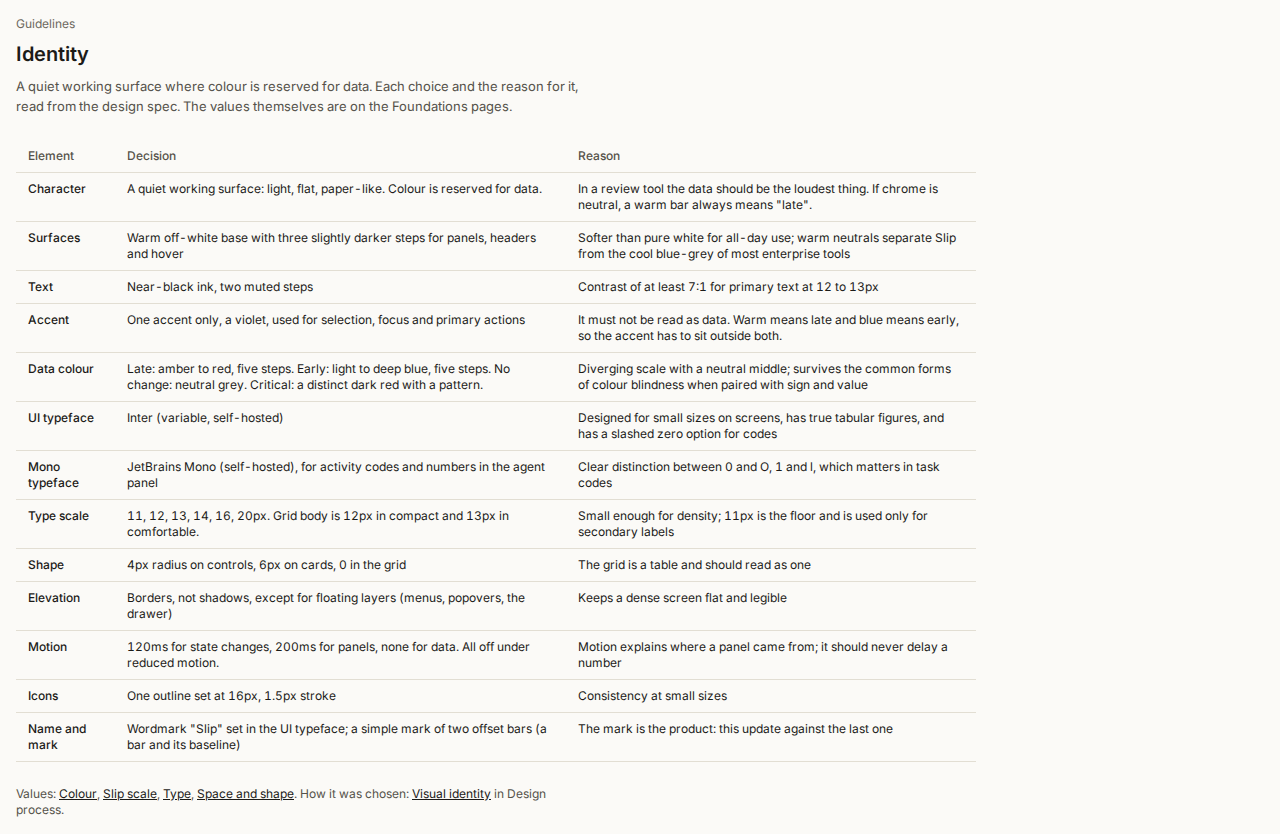 Guidelines
Identity
A quiet working surface where colour is reserved for data. Each choice and the reason for it,
read from the design spec. The values themselves are on the Foundations pages.
Element Decision Reason
Character A quiet working surface: light, flat, paper-like. Colour is reserved for data. In a review tool the data should be the loudest thing. If chrome is
neutral, a warm bar always means "late".
Surfaces Warm off-white base with three slightly darker steps for panels, headers Softer than pure white for all-day use; warm neutrals separate Slip
and hover from the cool blue-grey of most enterprise tools
Text Near-black ink, two muted steps Contrast of at least 7:1 for primary text at 12 to 13px
Accent One accent only, a violet, used for selection, focus and primary actions It must not be read as data. Warm means late and blue means early,
so the accent has to sit outside both.
Data colour Late: amber to red, five steps. Early: light to deep blue, five steps. No Diverging scale with a neutral middle; survives the common forms
change: neutral grey. Critical: a distinct dark red with a pattern. of colour blindness when paired with sign and value
UI typeface Inter (variable, self-hosted) Designed for small sizes on screens, has true tabular figures, and
has a slashed zero option for codes
Mono JetBrains Mono (self-hosted), for activity codes and numbers in the agent Clear distinction between 0 and O, 1 and l, which matters in task
typeface panel codes
Type scale 11, 12, 13, 14, 16, 20px. Grid body is 12px in compact and 13px in Small enough for density; 11px is the floor and is used only for
comfortable. secondary labels
Shape 4px radius on controls, 6px on cards, 0 in the grid The grid is a table and should read as one
Elevation Borders, not shadows, except for floating layers (menus, popovers, the Keeps a dense screen flat and legible
drawer)
Motion 120ms for state changes, 200ms for panels, none for data. All off under Motion explains where a panel came from; it should never delay a
reduced motion. number
Icons One outline set at 16px, 1.5px stroke Consistency at small sizes
Name and Wordmark "Slip" set in the UI typeface; a simple mark of two offset bars (a The mark is the product: this update against the last one
mark bar and its baseline)
Values: Colour, Slip scale, Type, Space and shape. How it was chosen: Visual identity in Design
process.